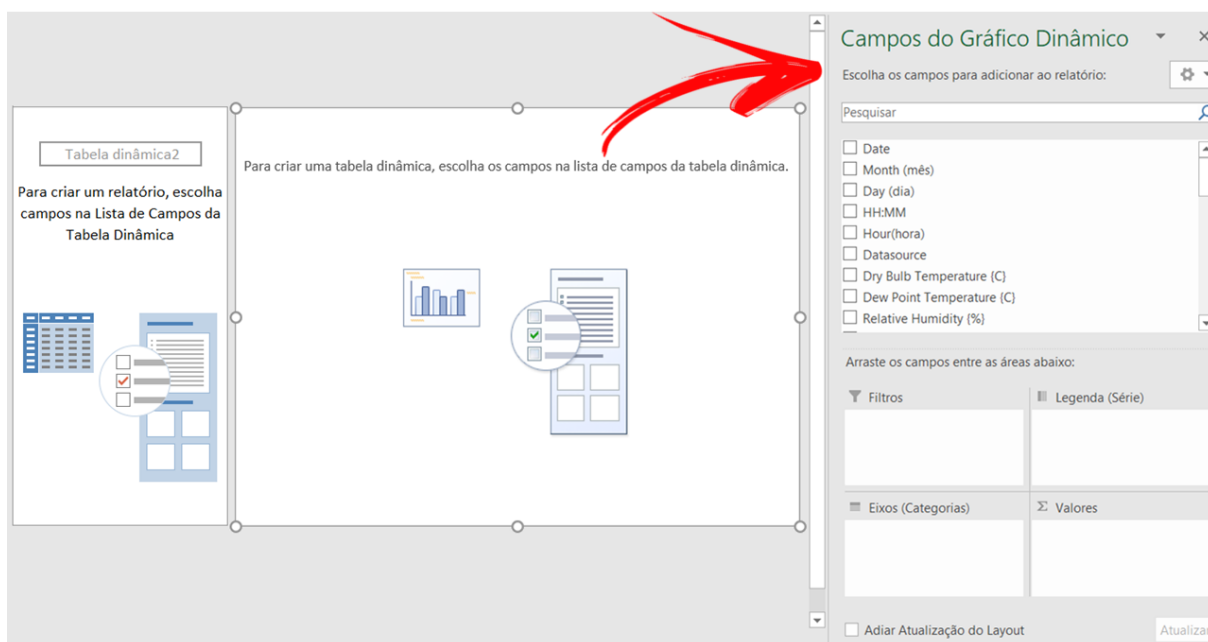 Tabela dinâmica2
Para criar um relatório, escolha
campos na Lista de Campos da
Tabela Dinâmica
Para criar uma tabela dinâmica, escolha os campos na lista de campos da tabela dinâmica.
Campos do Gráfico Dinâmico
Escolha os campos para adicionar ao relatório:
Pesquisar
Date
Month (mês)
Day (dia)
HH:MM
Hour(hora)
Datasource
Dry Bulb Temperature {C}
Dew Point Temperature {C}
Relative Humidity {%}
Arraste os campos entre as áreas abaixo:
Filtros
Legenda (Série)
Eixos (Categorias)
Σ Valores
Adiar Atualização do Layout
Atualiza